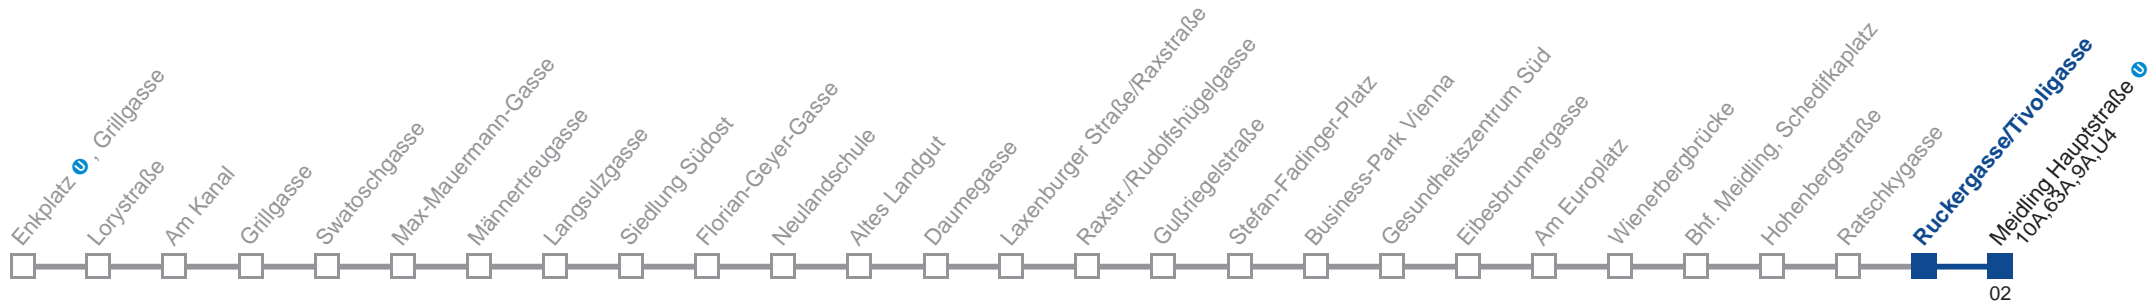 Enkplatz U , Grillgasse
Lorystraße
Am Kanal
Grillgasse
Swatoschgasse
Max-Mauermann-Gasse
Männertreugasse
Langsulzgasse
Siedlung Südost
Florian-Geyer-Gasse
Neulandschule
Altes Landgut
Daumegasse
Laxenburger Straße/Raxstraße
Raxstr./Rudolfshügelgasse
Gußriegelstraße
Stefan-Fadinger-Platz
Business-Park Vienna
Gesundheitszentrum Süd
Eibesbrunnergasse
Am Europlatz
Wienerbergbrücke
Bhf. Meidling, Schedifkaplatz
Hohenbergstraße
Ratschkygasse
Ruckergasse/Tivoligasse
Meidling Hauptstraße U
10A,63A,9A,U4
02